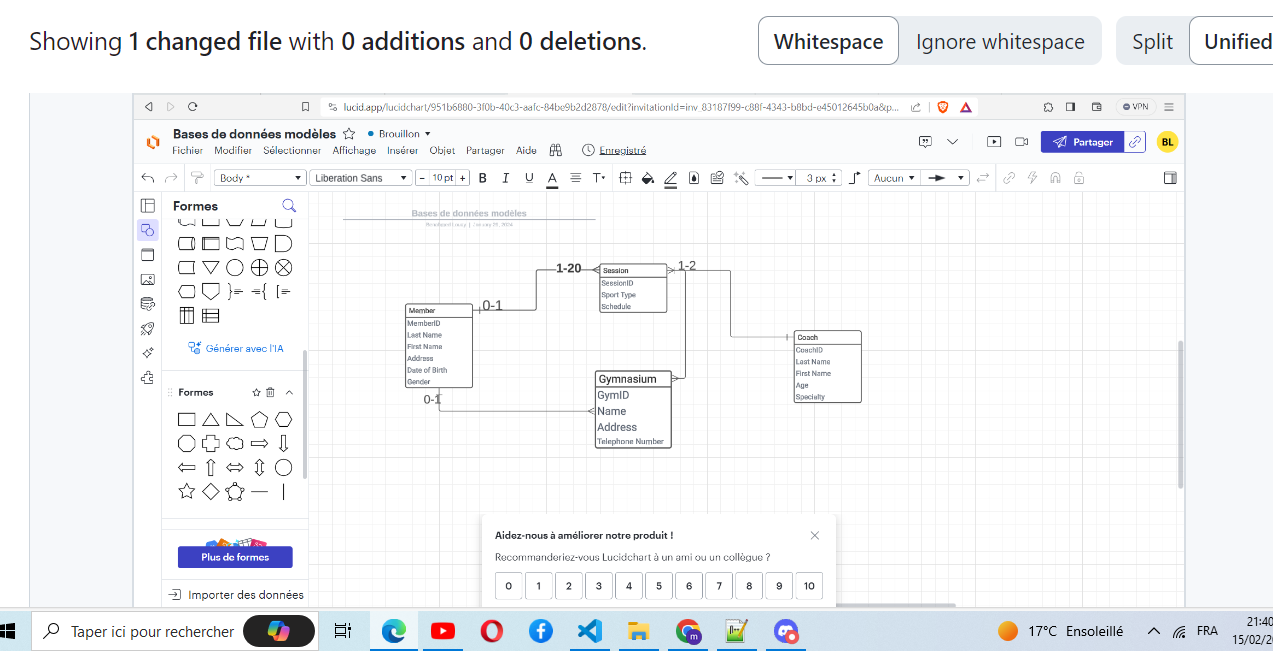 Showing 1 changed file with 0 additions and 0 deletions.
Whitespace Ignore whitespace Split Unified
lucid.app/lucidchart/951b6880-3f0b-40c3-aafc-84be9b2d2878/edit?invitationId=inv_83187f99-c88f-4343-b8bd-e45012645b0a&p... VPN
Bases de données modèles Brouillon
Fichier Modifier Sélectionner Affichage Insérer Objet Partager Aide Enregistré
Partager BL
Body * Liberation Sans - 10 pt + B I U A T 3 px Aucun
Formes
Bases de données modèles
1-20
Session
SessionID
Sport Type
Schedule
1-2
0-1
Member
MemberID
Last Name
First Name
Address
Date of Birth
Gender
0-1
Coach
CoachID
Last Name
First Name
Age
Specialty
Gymnasium
GymID
Name
Address
Telephone Number
Générer avec l'IA
Formes
Plus de formes
Importer des données
Aidez-nous à améliorer notre produit !
Recommanderiez-vous Lucidchart à un ami ou un collègue ?
0 1 2 3 4 5 6 7 8 9 10
Taper ici pour rechercher
17°C Ensoleillé FRA
21:40
15/02/2